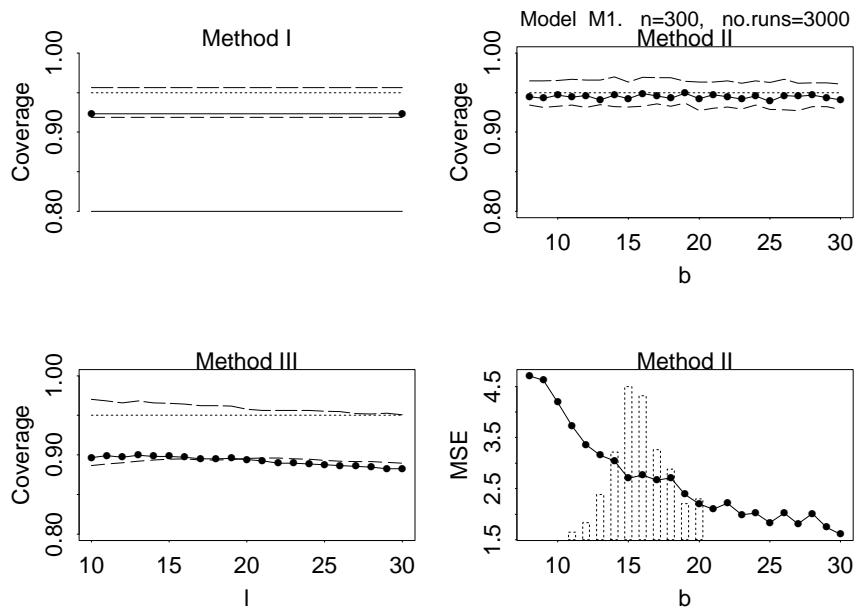 Model M1. n=300, no.runs=3000
Method I
Coverage
0.80 0.90 1.00
Method II
Coverage
0.80 0.90 1.00
10 15 20 25 30
b
Method III
Coverage
0.80 0.90 1.00
10 15 20 25 30
l
Method II
MSE
1.5 2.5 3.5 4.5
10 15 20 25 30
b